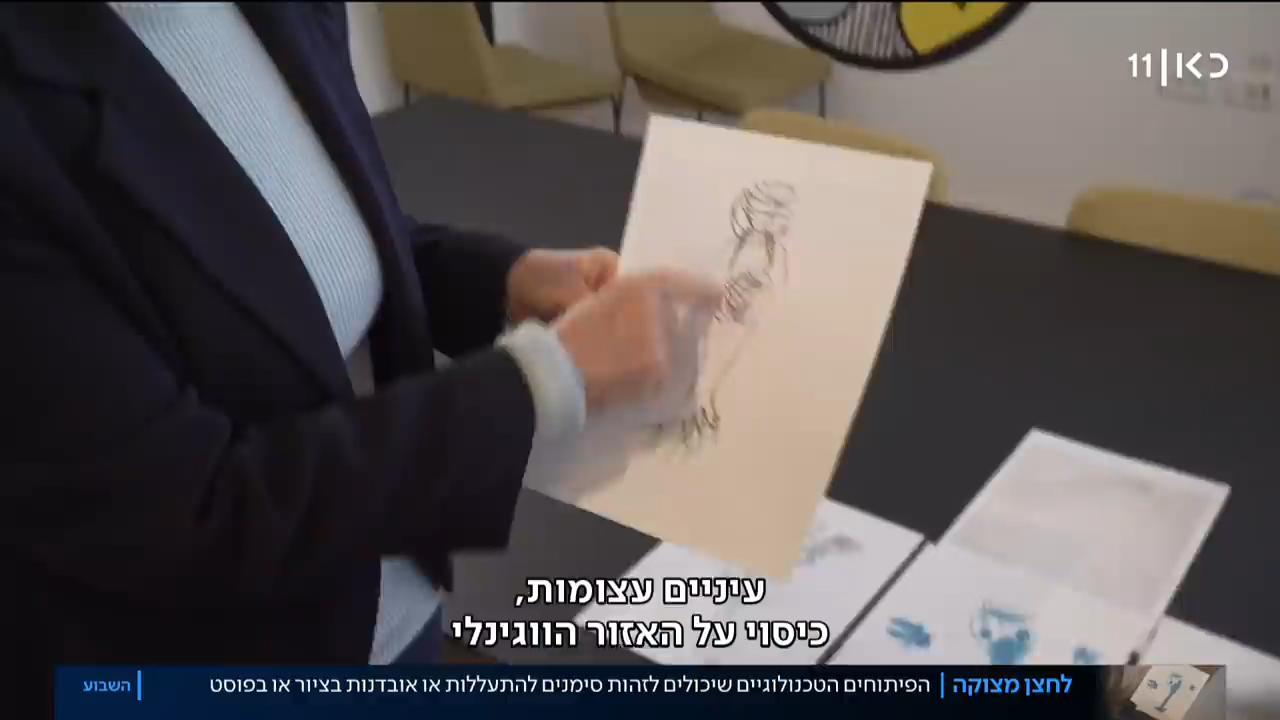 כאן 11
עיניים עצומות,
כיסוי על האזור הווגינלי
לחצן מצוקה | הפיתוחים הטכנולוגיים שיכולים לזהות סימנים להתעללות או אובדנות בציור או בפוסט | השבוע